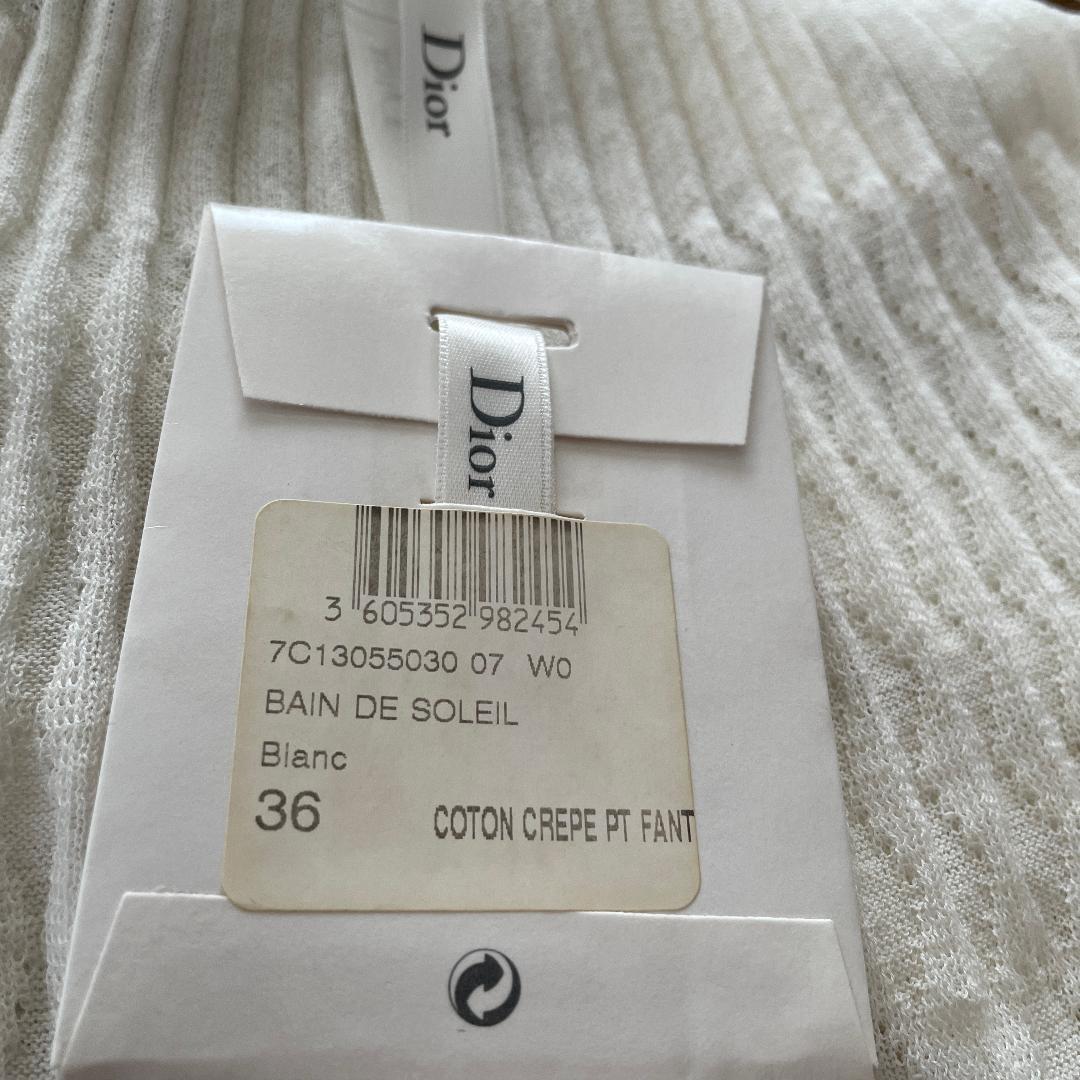 Dior
Dior
3 605352 982454
7C13055030 07 W0
BAIN DE SOLEIL
Blanc
36
COTON CREPE PT FANT